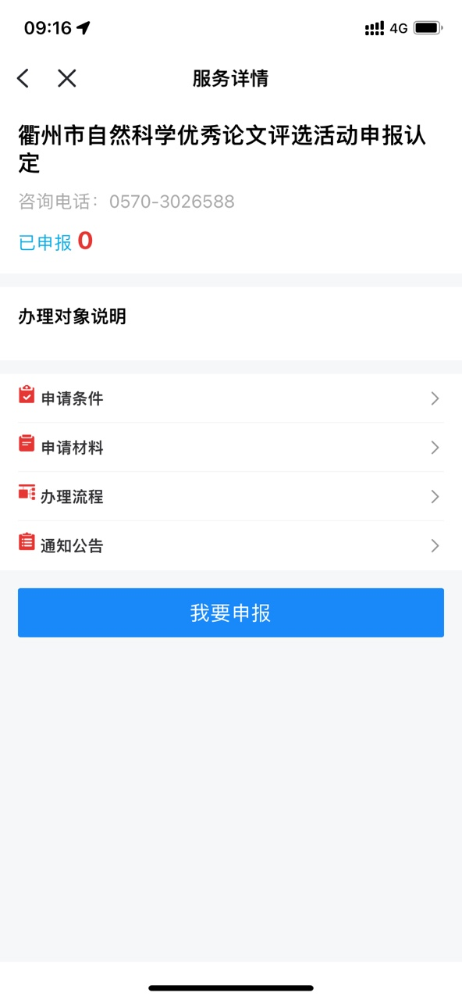 09:16
4G
服务详情
衢州市自然科学优秀论文评选活动申报认
定
咨询电话：0570-3026588
已申报 0
办理对象说明
申请条件
申请材料
办理流程
通知公告
我要申报